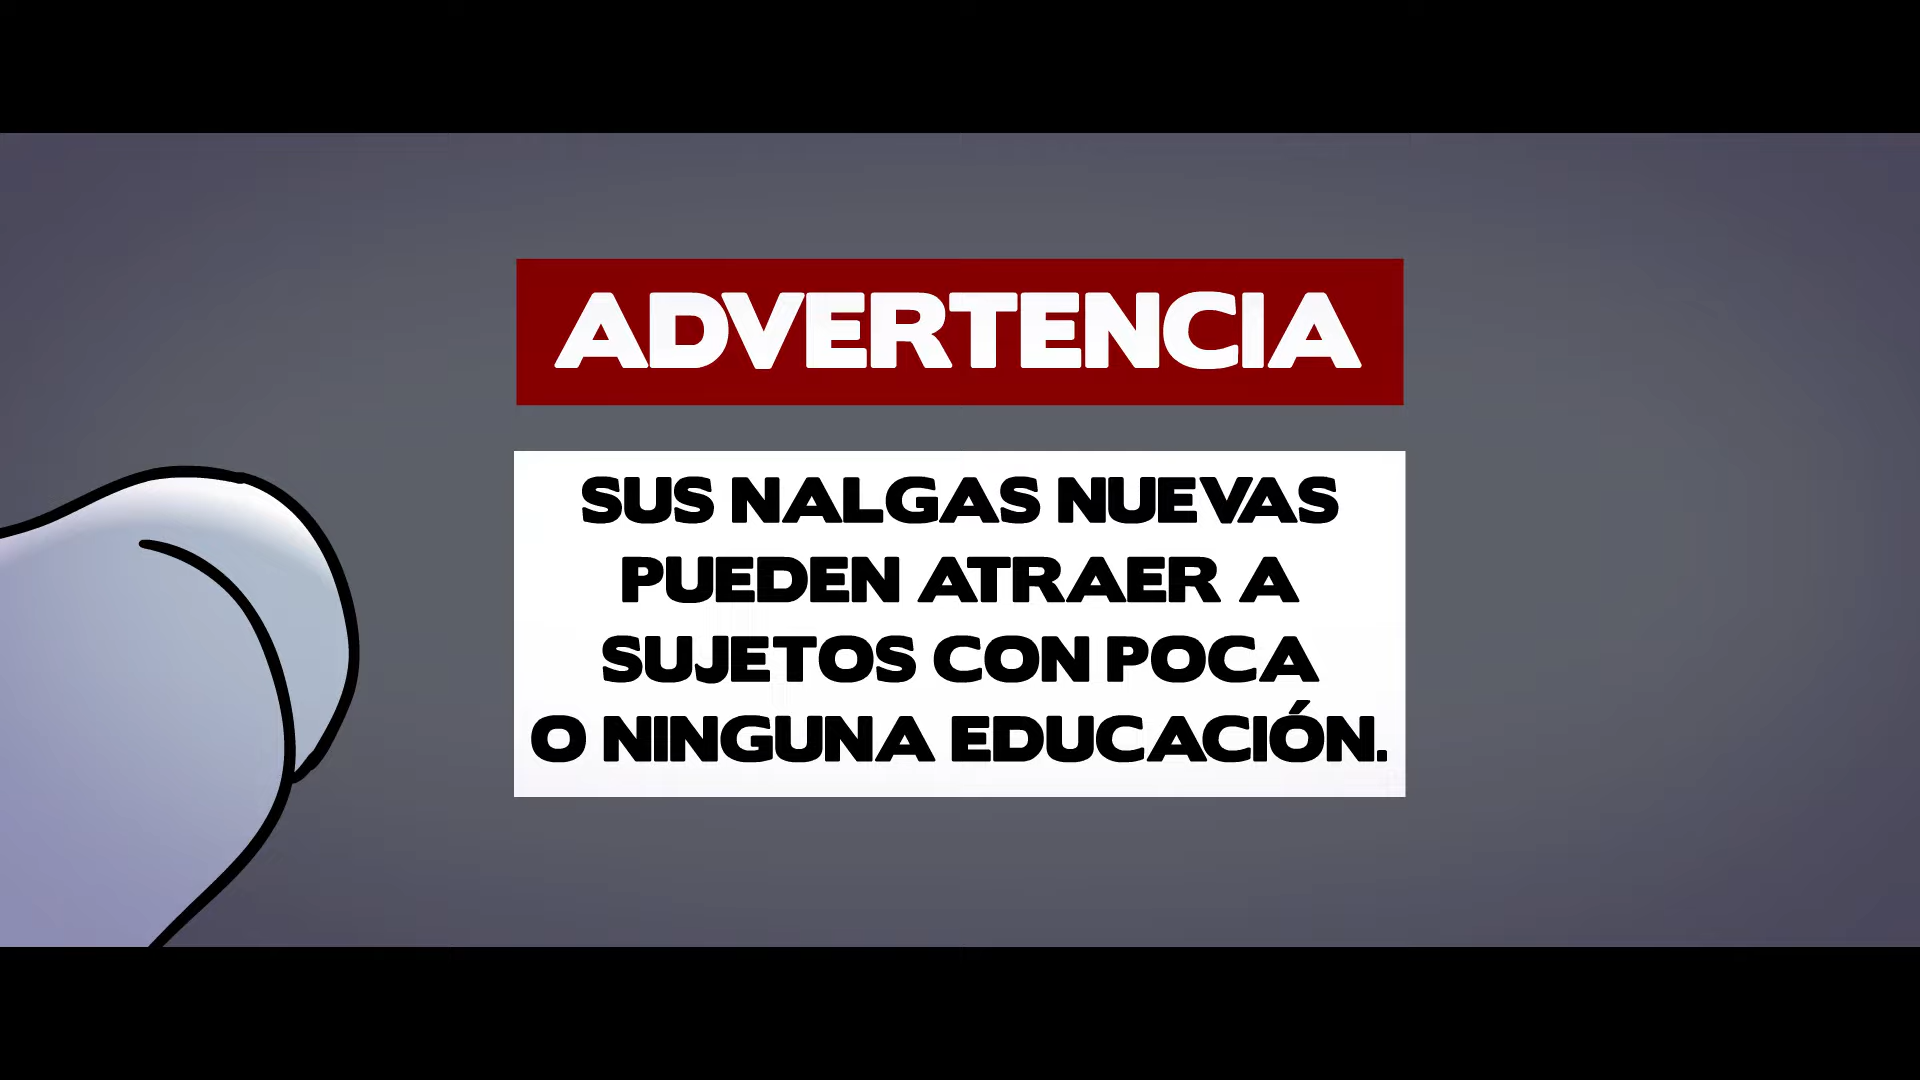 ADVERTENCIA
SUS NALGAS NUEVAS
PUEDEN ATRAER A
SUJETOS CON POCA
O NINGUNA EDUCACIÓN.